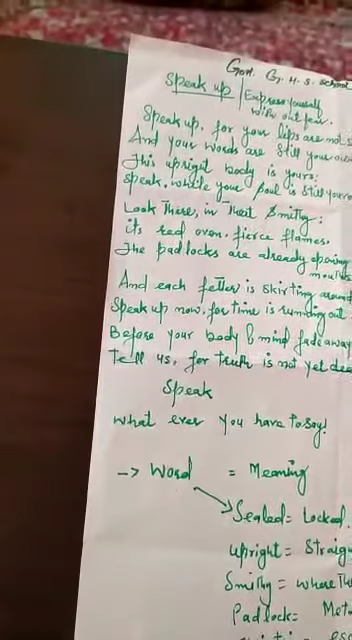 Govt. G. H. S. School
Speak up / Express yourself
with out fear.
Speak up, for your lips are not
And your words are still your
This upright body is yours:
Speak, while your soul is still
Look There, in Their Smithy:
its red oven, fierce flames,
The padlocks are already opening
And each fetter is skirting around
Speak up now, for time is running out
Before your body & mind fade away
tell us, for truth is not yet
Speak
what ever you have to say!
-> Word = Meaning
Sealed = Locked.
upright =
Smithy = where
Padlock =